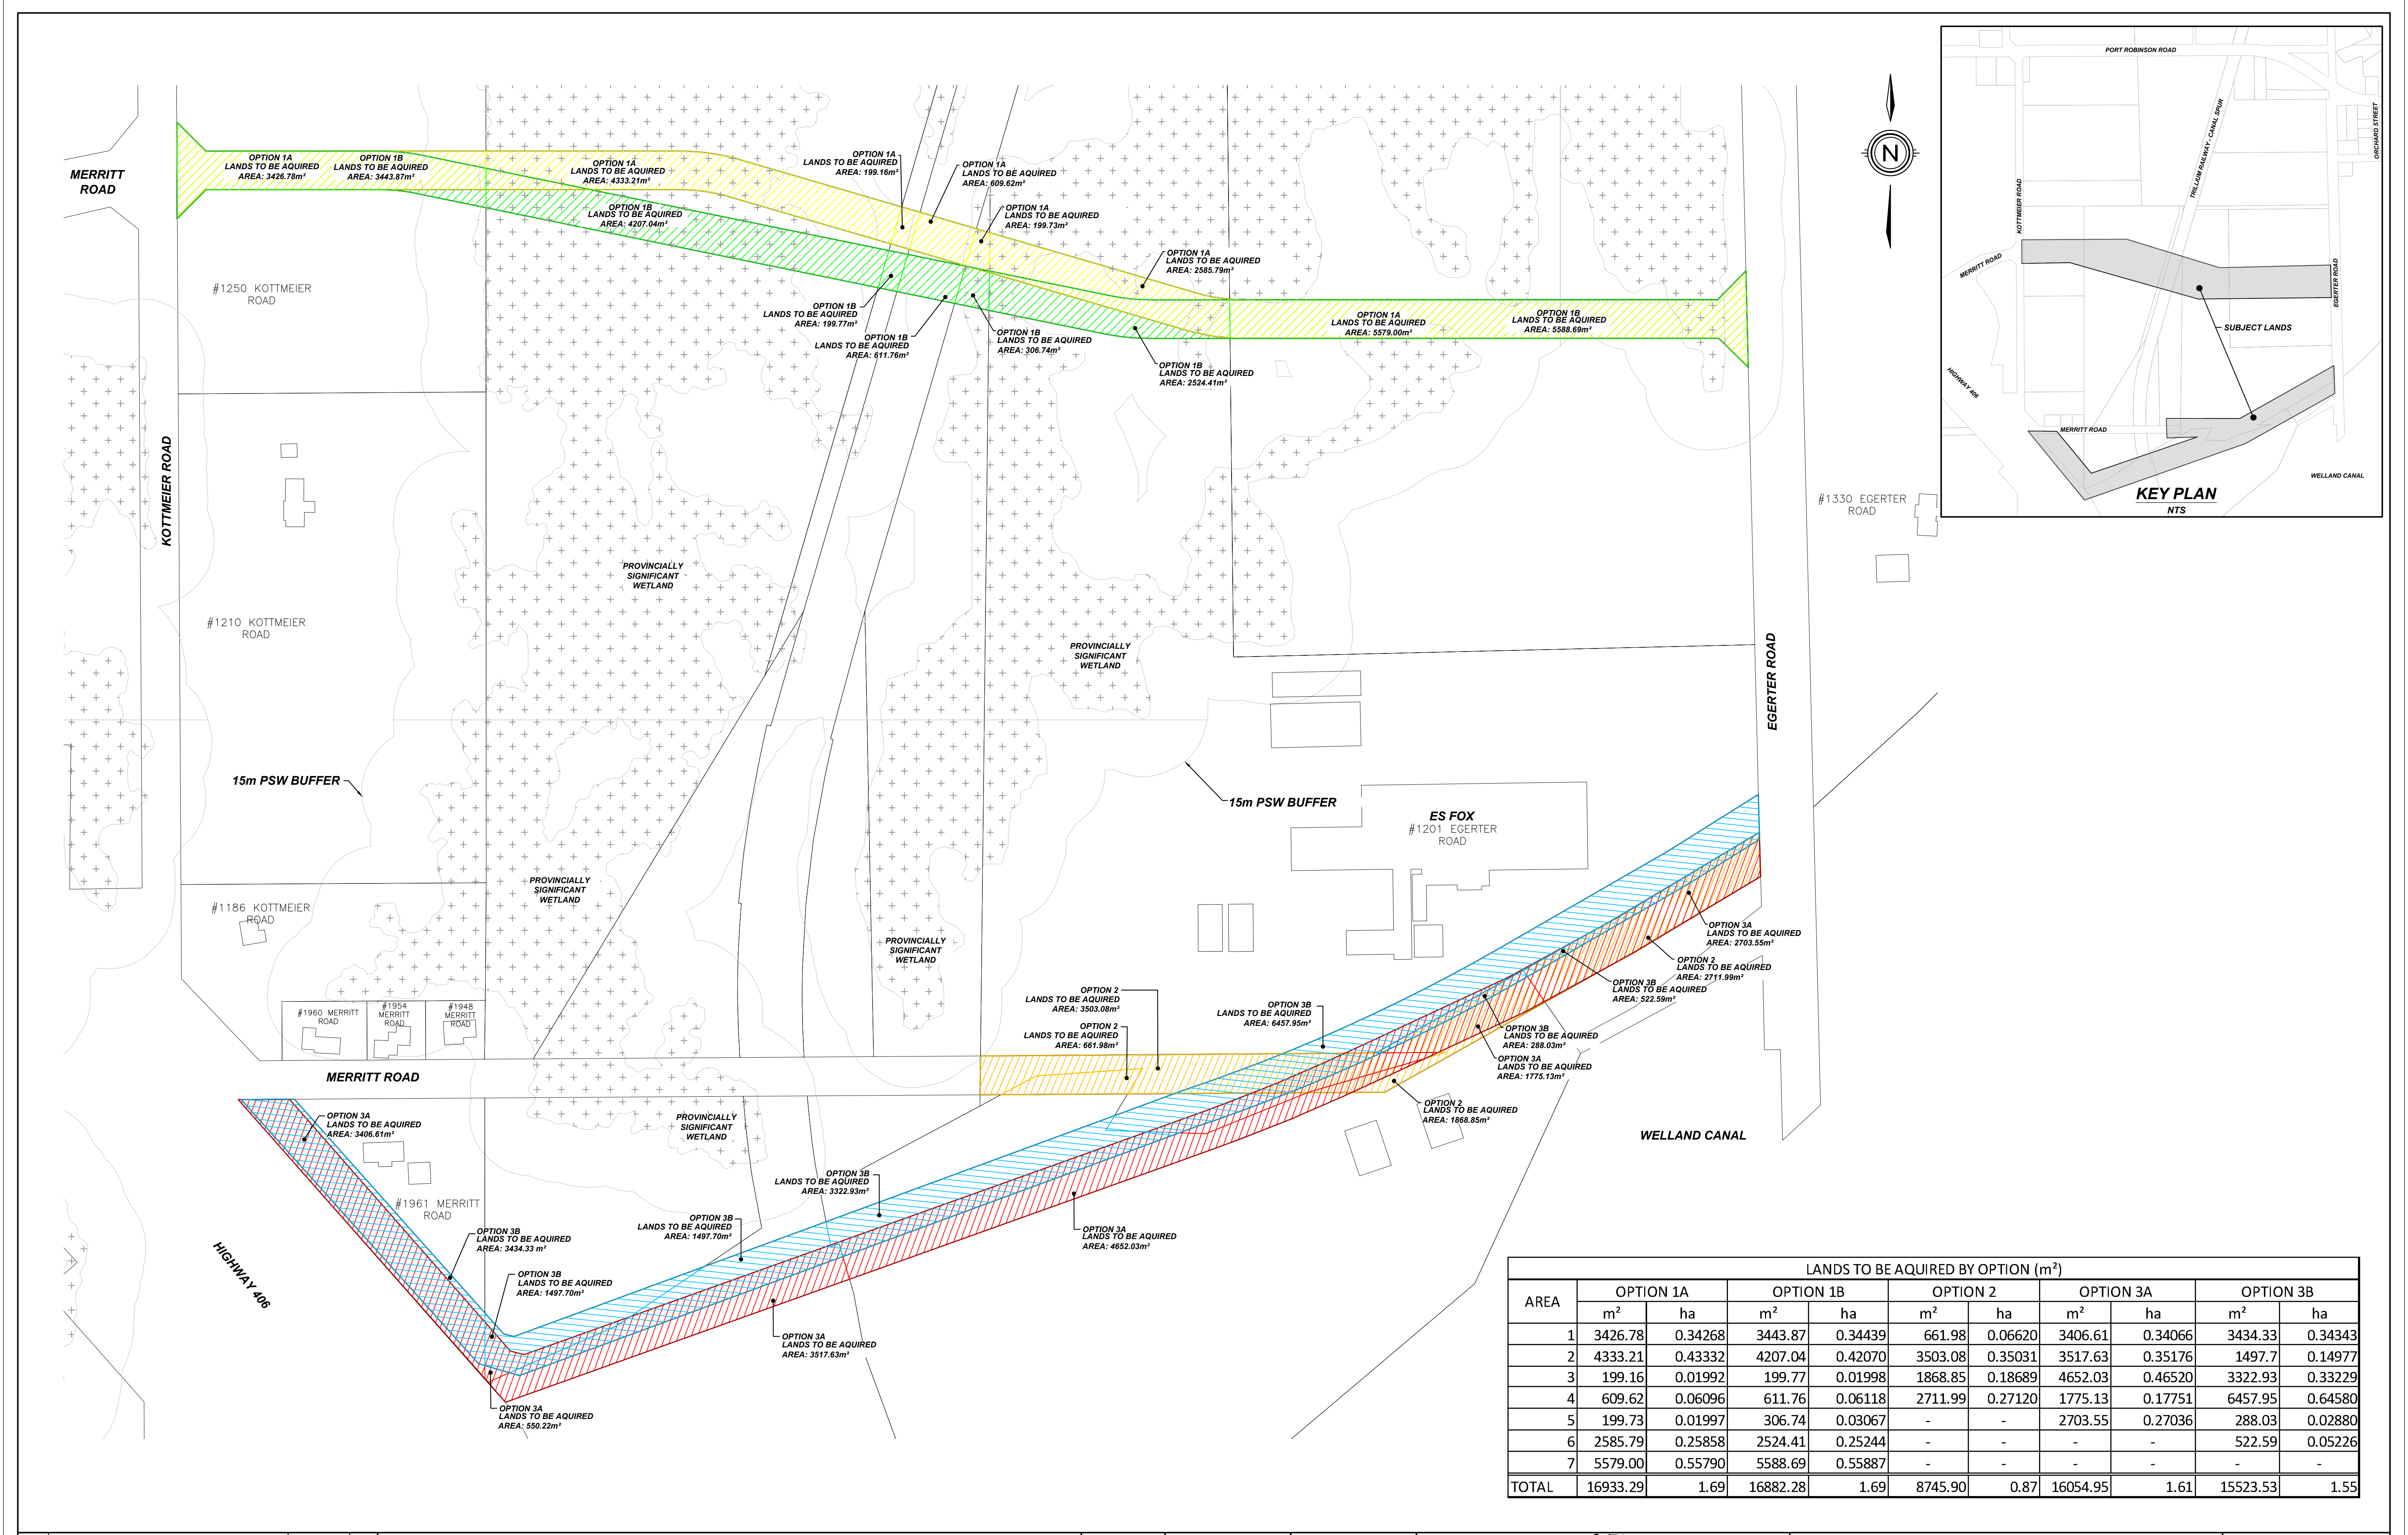 MERRITT
ROAD
OPTION 1A
LANDS TO BE AQUIRED
AREA: 3426.78m²
OPTION 1B
LANDS TO BE AQUIRED
AREA: 3443.87m²
OPTION 1A
LANDS TO BE AQUIRED
AREA: 4333.21m²
OPTION 1B
LANDS TO BE AQUIRED
AREA: 4207.04m²
OPTION 1A
LANDS TO BE AQUIRED
AREA: 199.16m²
OPTION 1A
LANDS TO BE AQUIRED
AREA: 609.62m²
OPTION 1A
LANDS TO BE AQUIRED
AREA: 199.73m²
OPTION 1A
LANDS TO BE AQUIRED
AREA: 2585.79m²
OPTION 1B
LANDS TO BE AQUIRED
AREA: 199.77m²
OPTION 1B
LANDS TO BE AQUIRED
AREA: 611.76m²
OPTION 1B
LANDS TO BE AQUIRED
AREA: 306.74m²
OPTION 1B
LANDS TO BE AQUIRED
AREA: 2524.41m²
OPTION 1A
LANDS TO BE AQUIRED
AREA: 5579.00m²
OPTION 1B
LANDS TO BE AQUIRED
AREA: 5588.69m²
N
PORT ROBINSON ROAD
ORCHARD STREET
TRILLIUM RAILWAY - CANAL SPUR
KOTTMEIER ROAD
MERRITT ROAD
EGERTER ROAD
SUBJECT LANDS
HIGHWAY 406
MERRITT ROAD
WELLAND CANAL
KEY PLAN
NTS
#1250 KOTTMEIER
ROAD
KOTTMEIER ROAD
#1210 KOTTMEIER
ROAD
PROVINCIALLY
SIGNIFICANT
WETLAND
PROVINCIALLY
SIGNIFICANT
WETLAND
#1330 EGERTER
ROAD
EGERTER ROAD
15m PSW BUFFER
15m PSW BUFFER
ES FOX
#1201 EGERTER
ROAD
#1186 KOTTMEIER
ROAD
PROVINCIALLY
SIGNIFICANT
WETLAND
PROVINCIALLY
SIGNIFICANT
WETLAND
#1960 MERRITT
ROAD
#1954
MERRITT
ROAD
#1948
MERRITT
ROAD
MERRITT ROAD
OPTION 2
LANDS TO BE AQUIRED
AREA: 3503.08m²
OPTION 2
LANDS TO BE AQUIRED
AREA: 661.98m²
OPTION 3B
LANDS TO BE AQUIRED
AREA: 6457.95m²
OPTION 3A
LANDS TO BE AQUIRED
AREA: 2703.55m²
OPTION 2
LANDS TO BE AQUIRED
AREA: 2711.99m²
OPTION 3B
LANDS TO BE AQUIRED
AREA: 522.59m²
OPTION 3B
LANDS TO BE AQUIRED
AREA: 288.03m²
OPTION 3A
LANDS TO BE AQUIRED
AREA: 1775.13m²
OPTION 2
LANDS TO BE AQUIRED
AREA: 1868.85m²
WELLAND CANAL
OPTION 3A
LANDS TO BE AQUIRED
AREA: 3406.61m²
PROVINCIALLY
SIGNIFICANT
WETLAND
#1961 MERRITT
ROAD
OPTION 3B
LANDS TO BE AQUIRED
AREA: 3322.93m²
OPTION 3B
LANDS TO BE AQUIRED
AREA: 1497.70m²
OPTION 3B
LANDS TO BE AQUIRED
AREA: 3434.33 m²
OPTION 3B
LANDS TO BE AQUIRED
AREA: 1497.70m²
OPTION 3A
LANDS TO BE AQUIRED
AREA: 4652.03m²
OPTION 3A
LANDS TO BE AQUIRED
AREA: 3517.63m²
OPTION 3A
LANDS TO BE AQUIRED
AREA: 550.22m²
HIGHWAY 406
LANDS TO BE AQUIRED BY OPTION (m²)
AREA OPTION 1A OPTION 1B OPTION 2 OPTION 3A OPTION 3B
m² ha m² ha m² ha m² ha m² ha
1 3426.78 0.34268 3443.87 0.34439 661.98 0.06620 3406.61 0.34066 3434.33 0.34343
2 4333.21 0.43332 4207.04 0.42070 3503.08 0.35031 3517.63 0.35176 1497.7 0.14977
3 199.16 0.01992 199.77 0.01998 1868.85 0.18689 4652.03 0.46520 3322.93 0.33229
4 609.62 0.06096 611.76 0.06118 2711.99 0.27120 1775.13 0.17751 6457.95 0.64580
5 199.73 0.01997 306.74 0.03067 - - 2703.55 0.27036 288.03 0.02880
6 2585.79 0.25858 2524.41 0.25244 - - - - 522.59 0.05226
7 5579.00 0.55790 5588.69 0.55887 - - - - - -
TOTAL 16933.29 1.69 16882.28 1.69 8745.90 0.87 16054.95 1.61 15523.53 1.55